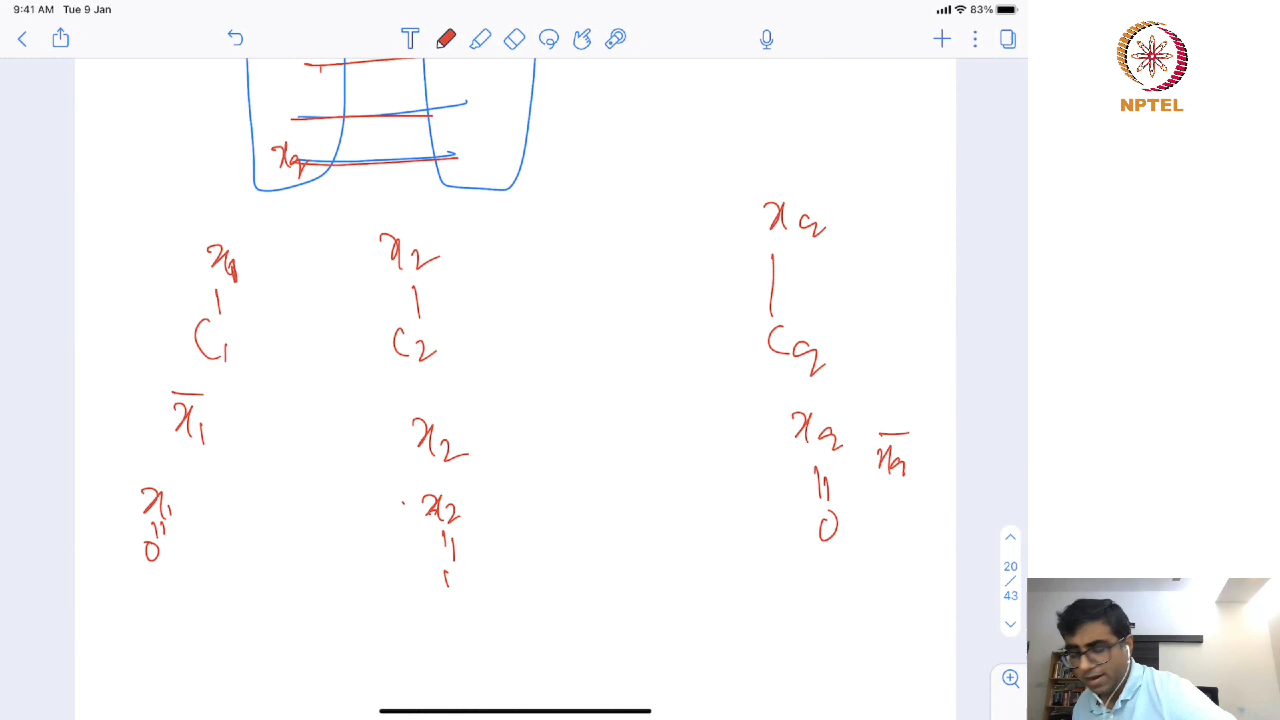 9:41 AM Tue 9 Jan
83%
T
NPTEL
x_q
x_1 x_2 x_q
C_1 C_2 C_q
x̄_1 x_2 x_q x̄_q
x_1 x_2
|| || ||
0 1 0
20
/
43